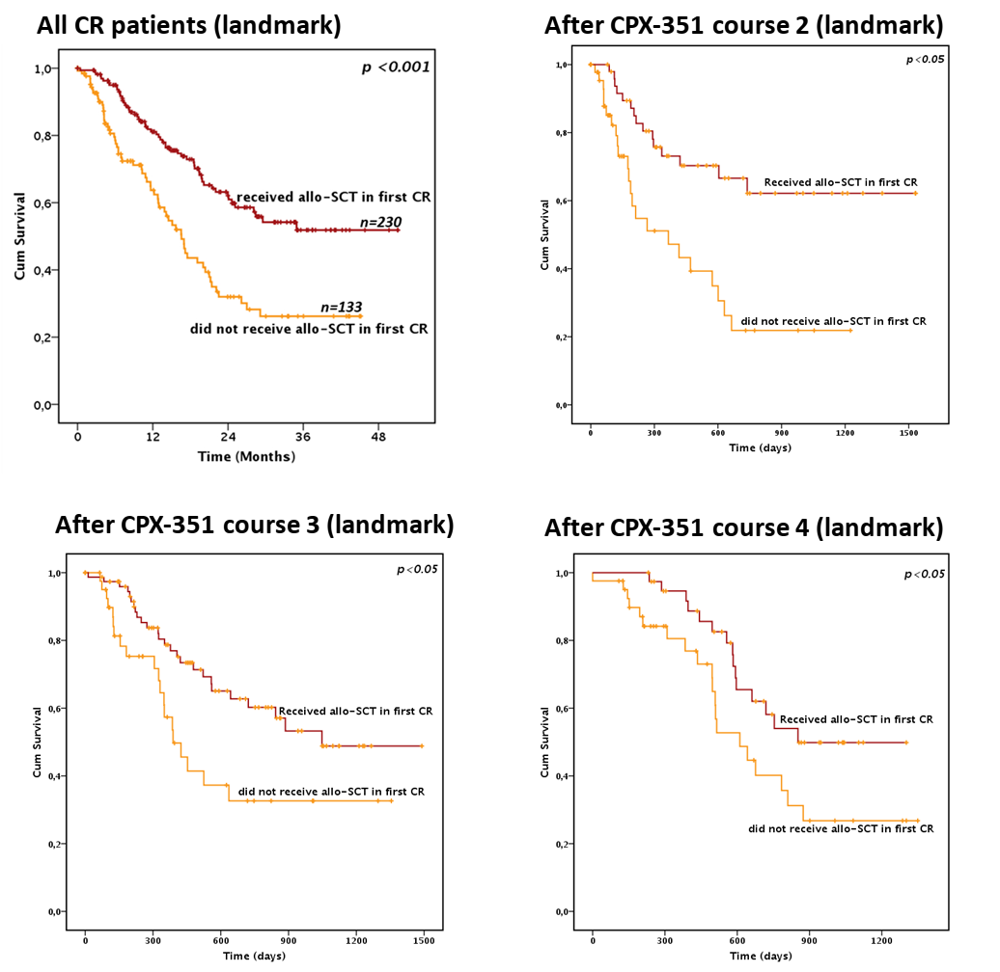 All CR patients (landmark)
p <0.001
1,0
0,8
0,6
0,4
0,2
0,0
Cum Survival
received allo-SCT in first CR
n=230
n=133
did not receive allo-SCT in first CR
0 12 24 36 48
Time (Months)
After CPX-351 course 2 (landmark)
p<0.05
1,0
0,8
0,6
0,4
0,2
0,0
Cum Survival
Received allo-SCT in first CR
did not receive allo-SCT in first CR
0 300 600 900 1200 1500
Time (days)
After CPX-351 course 3 (landmark)
p<0.05
1,0
0,8
0,6
0,4
0,2
0,0
Cum Survival
Received allo-SCT in first CR
did not receive allo-SCT in first CR
0 300 600 900 1200 1500
Time (days)
After CPX-351 course 4 (landmark)
p<0.05
1,0
0,8
0,6
0,4
0,2
0,0
Cum Survival
Received allo-SCT in first CR
did not receive allo-SCT in first CR
0 300 600 900 1200
Time (days)